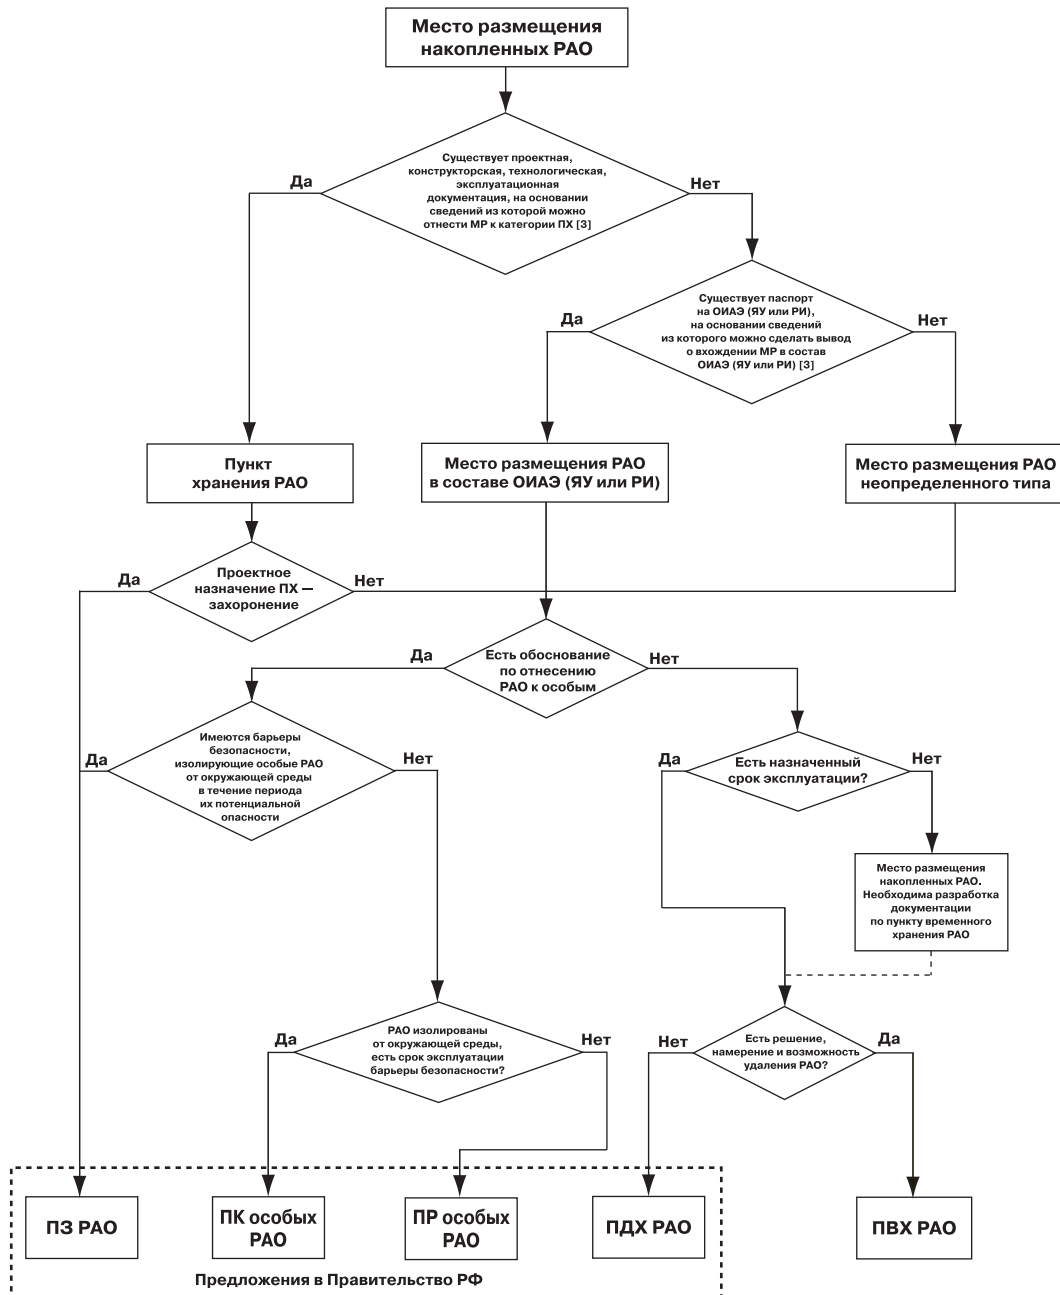 Место размещения
накопленных РАО
Существует проектная,
конструкторская, технологическая,
эксплуатационная
документация, на основании
сведений из которой можно
отнести МР к категории ПХ [3]
Да
Нет
Существует паспорт
на ОИАЭ (ЯУ или РИ),
на основании сведений
из которого можно сделать вывод
о вхождении МР в состав
ОИАЭ (ЯУ или РИ) [3]
Да
Нет
Пункт
хранения РАО
Место размещения РАО
в составе ОИАЭ (ЯУ или РИ)
Место размещения РАО
неопределенного типа
Проектное
назначение ПХ —
захоронение
Да
Нет
Есть обоснование
по отнесению
РАО к особым
Да
Нет
Имеются барьеры
безопасности,
изолирующие особые РАО
от окружающей среды
в течение периода
их потенциальной
опасности
Да
Нет
Есть назначенный
срок эксплуатации?
Да
Нет
Место размещения
накопленных РАО.
Необходима разработка
документации
по пункту временного
хранения РАО
РАО изолированы
от окружающей среды,
есть срок эксплуатации
барьеры безопасности?
Да
Нет
Есть решение,
намерение и возможность
удаления РАО?
Нет
Да
ПЗ РАО
ПК особых
РАО
ПР особых
РАО
ПДХ РАО
ПВХ РАО
Предложения в Правительство РФ